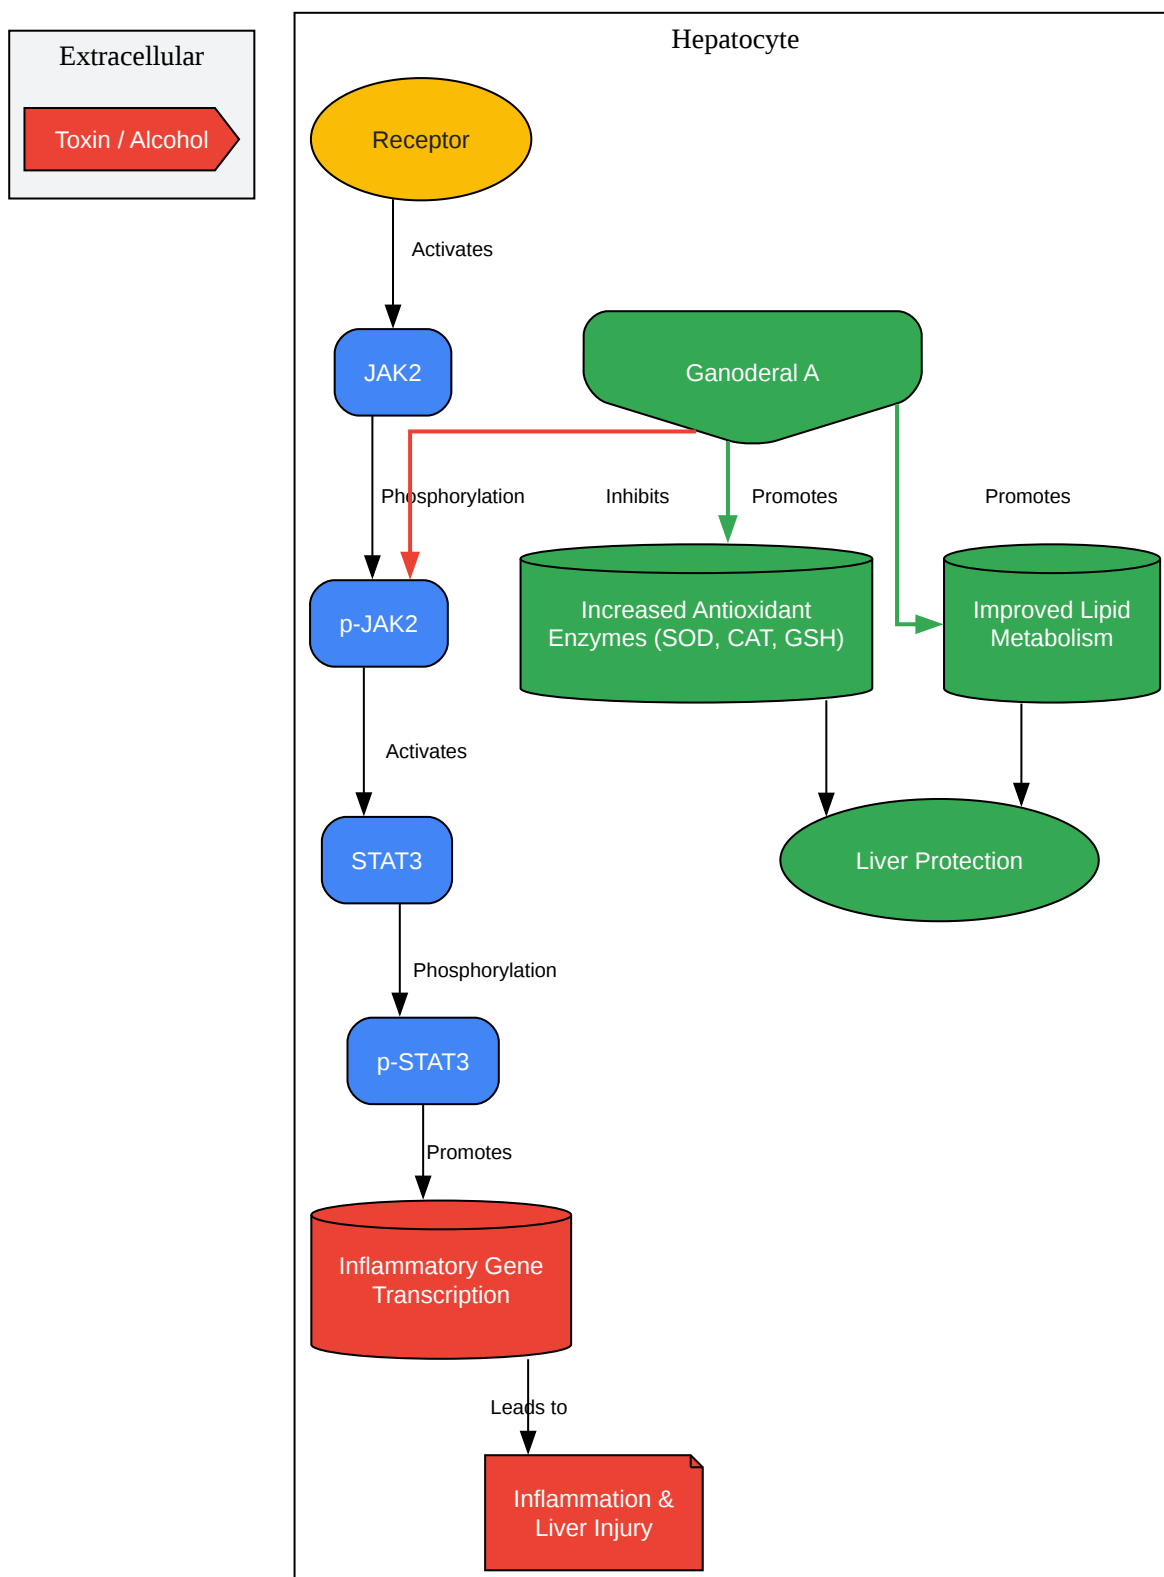 Extracellular
Toxin / Alcohol
Hepatocyte
Receptor
Activates
JAK2
Ganoderal A
Phosphorylation
Inhibits
Promotes
Promotes
p-JAK2
Increased Antioxidant
Enzymes (SOD, CAT, GSH)
Improved Lipid
Metabolism
Activates
STAT3
Liver Protection
Phosphorylation
p-STAT3
Promotes
Inflammatory Gene
Transcription
Leads to
Inflammation &
Liver Injury